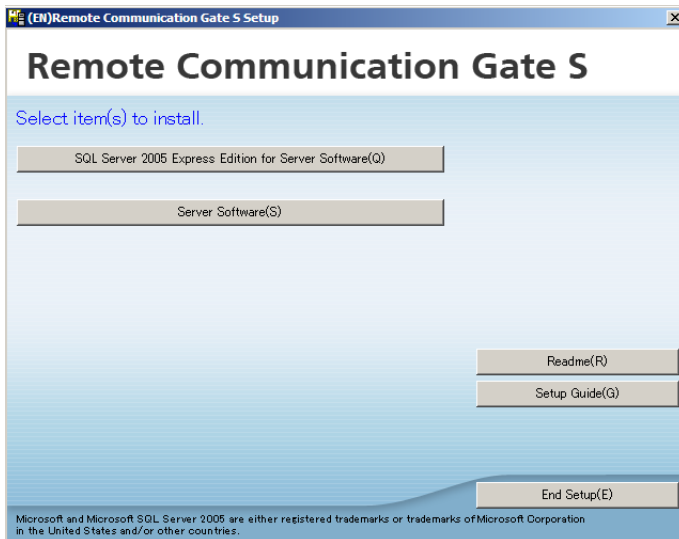 (EN)Remote Communication Gate S Setup
Remote Communication Gate S
Select item(s) to install.
SQL Server 2005 Express Edition for Server Software(Q)
Server Software(S)
Readme(R)
Setup Guide(G)
End Setup(E)
Microsoft and Microsoft SQL Server 2005 are either registered trademarks or trademarks of Microsoft Corporation
in the United States and/or other countries.